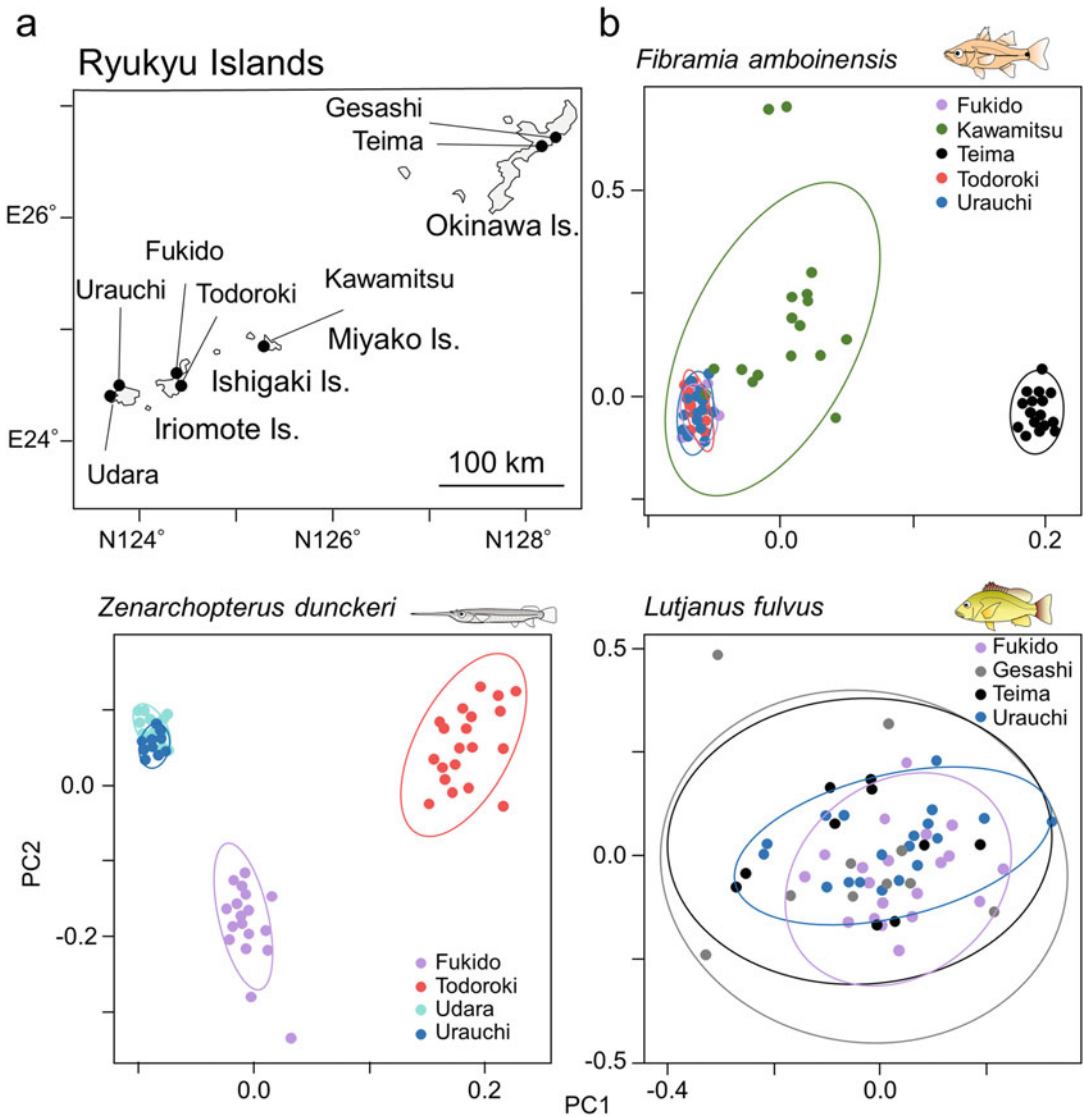 a
Ryukyu Islands
Gesashi
Teima
E26°
Okinawa Is.
Fukido
Urauchi
Todoroki
Kawamitsu
Miyako Is.
Ishigaki Is.
Iriomote Is.
E24°
Udara
100 km
N124°
N126°
N128°
b
Fibramia amboinensis
Fukido
Kawamitsu
Teima
Todoroki
Urauchi
0.5
0.0
0.0
0.2
Zenarchopterus dunckeri
0.0
-0.2
PC2
Fukido
Todoroki
Udara
Urauchi
0.0
0.2
Lutjanus fulvus
Fukido
Gesashi
Teima
Urauchi
0.5
0.0
-0.5
-0.4
0.0
PC1